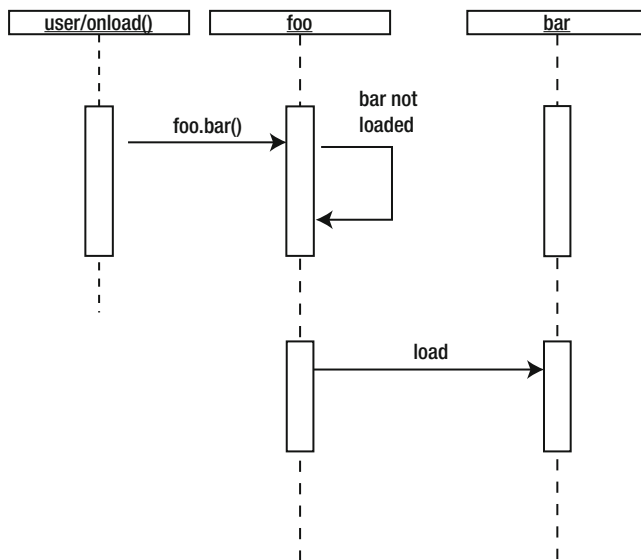 user/onload()
foo
bar
foo.bar()
bar not
loaded
load